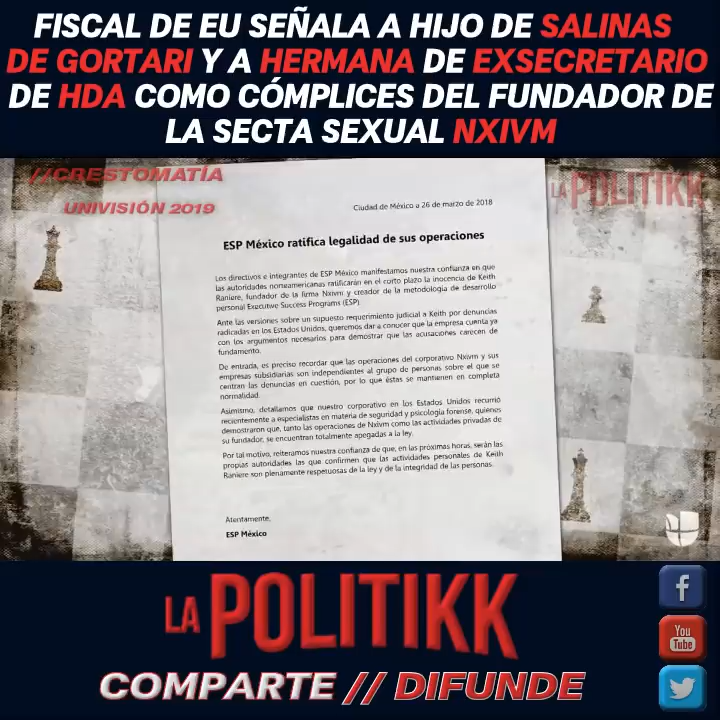 FISCAL DE EU SEÑALA A HIJO DE SALINAS
DE GORTARI Y A HERMANA DE EXSECRETARIO
DE HDA COMO CÓMPLICES DEL FUNDADOR DE
LA SECTA SEXUAL NXIVM
//CRESTOMATÍA
UNIVISIÓN 2019
LA POLITIKK
Ciudad de México a 26 de marzo de 2018
ESP México ratifica legalidad de sus operaciones
Los directivos e integrantes de ESP México manifestamos nuestra confianza en que
las autoridades norteamericanas ratificarán en el corto plazo la inocencia de Keith
Raniere, fundador de la firma Nxivm y creador de la metodología de desarrollo
personal Executive Success Programs (ESP).
Ante las versiones sobre un supuesto requerimiento judicial a Keith por denuncias
radicadas en los Estados Unidos, queremos dar a conocer que la empresa cuenta ya
con los argumentos necesarios para demostrar que las acusaciones carecen de
fundamento.
De entrada, es preciso recordar que las operaciones del corporativo Nxivm y sus
empresas subsidiarias son independientes al grupo de personas sobre el que se
centran las denuncias en cuestión, por lo que éstas se mantienen en completa
normalidad.
Asimismo, detallamos que nuestro corporativo en los Estados Unidos recurrió
recientemente a especialistas en materia de seguridad y psicología forense, quienes
demostraron que, tanto las operaciones de Nxivm como las actividades privadas de
su fundador, se encuentran totalmente apegadas a la ley.
Por tal motivo, reiteramos nuestra confianza de que, en las próximas horas, serán las
propias autoridades las que confirmen que las actividades personales de Keith
Raniere son plenamente respetuosas de la ley y de la integridad de las personas.
Atentamente,
ESP México
LA POLITIKK
COMPARTE // DIFUNDE
f
You
Tube